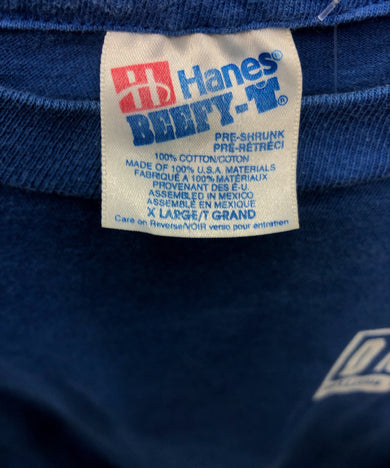 Hanes®
BEEFY-T®
PRE-SHRUNK
PRE-RÉTRÉCI
100% COTTON/COTON
MADE OF 100% U.S.A. MATERIALS
FABRIQUÉ A 100% MATÉRIAUX
PROVENANT DES É-U.
ASSEMBLED IN MEXICO
ASSEMBLÉ EN MEXIQUE
X LARGE/T GRAND
Care on Reverse/VOIR verso pour entretien